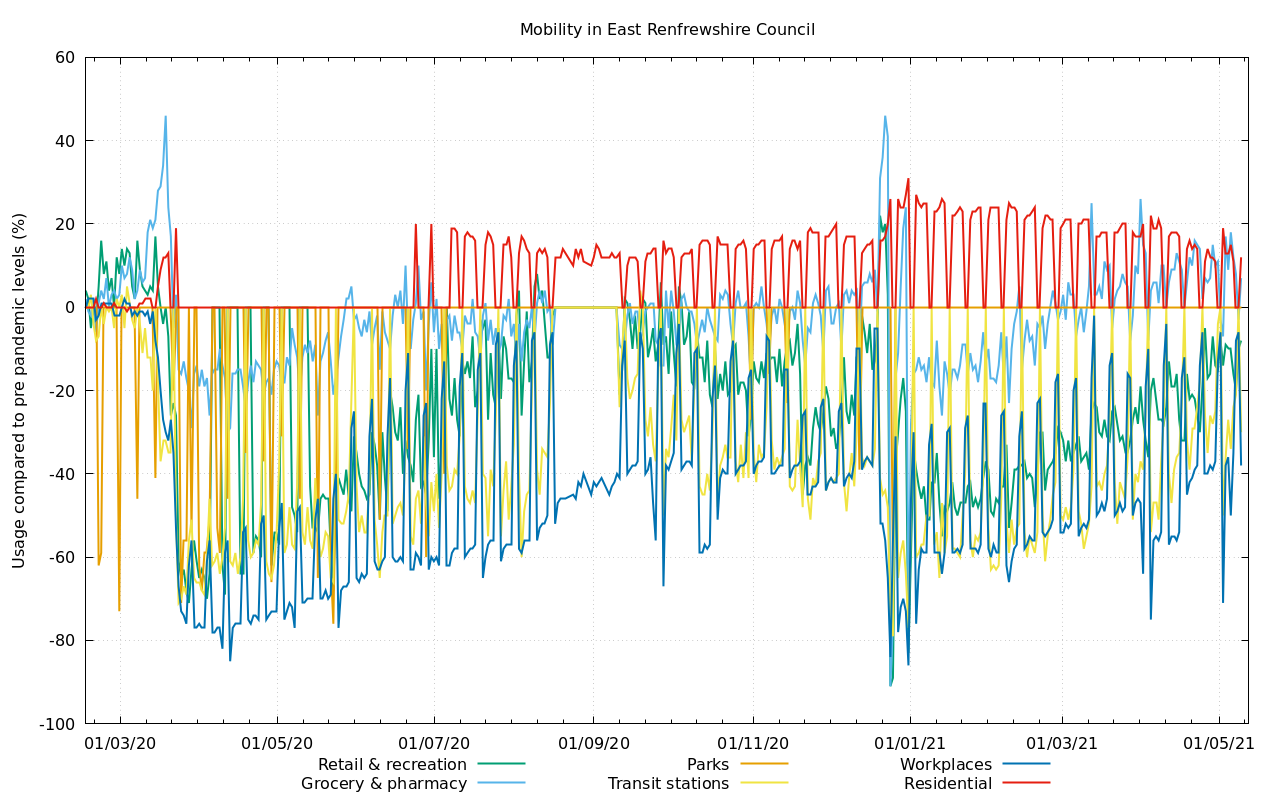 Mobility in East Renfrewshire Council
Usage compared to pre pandemic levels (%)
60
40
20
0
-20
-40
-60
-80
-100
01/03/20 01/05/20 01/07/20 01/09/20 01/11/20 01/01/21 01/03/21 01/05/21
Retail & recreation Parks Workplaces
Grocery & pharmacy Transit stations Residential